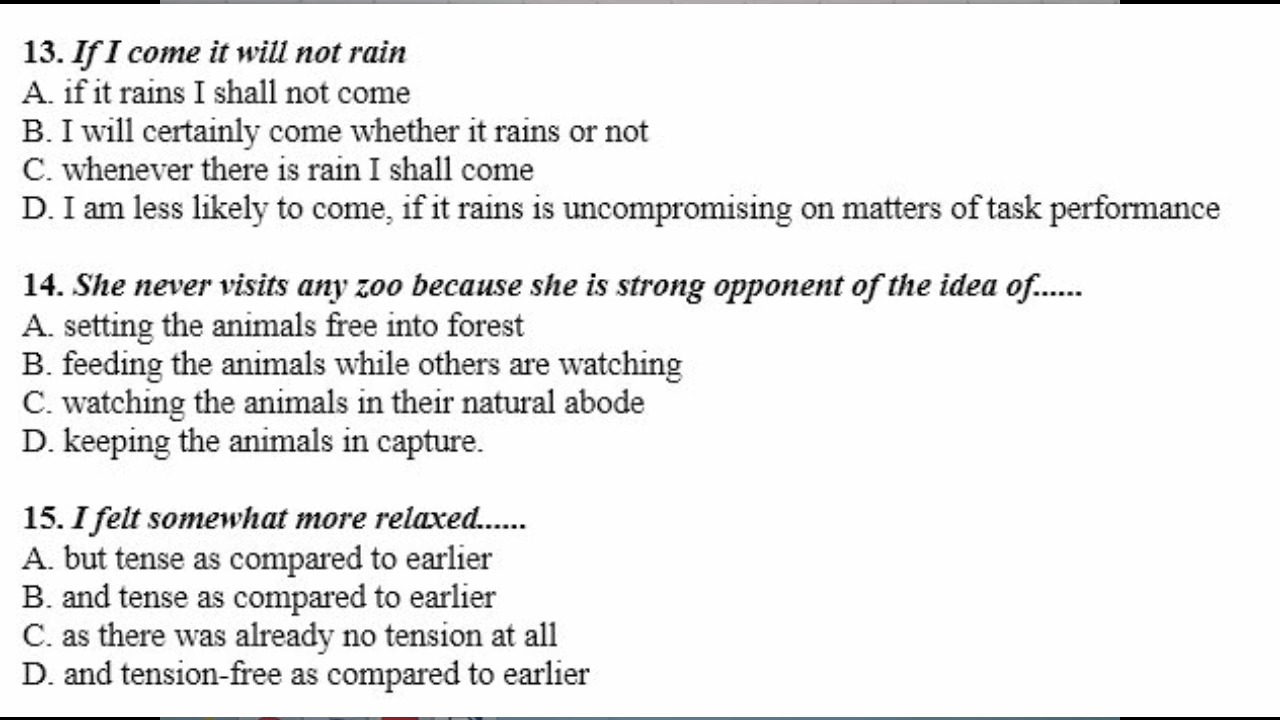 13. If I come it will not rain
A. if it rains I shall not come
B. I will certainly come whether it rains or not
C. whenever there is rain I shall come
D. I am less likely to come, if it rains is uncompromising on matters of task performance
14. She never visits any zoo because she is strong opponent of the idea of......
A. setting the animals free into forest
B. feeding the animals while others are watching
C. watching the animals in their natural abode
D. keeping the animals in capture.
15. I felt somewhat more relaxed......
A. but tense as compared to earlier
B. and tense as compared to earlier
C. as there was already no tension at all
D. and tension-free as compared to earlier